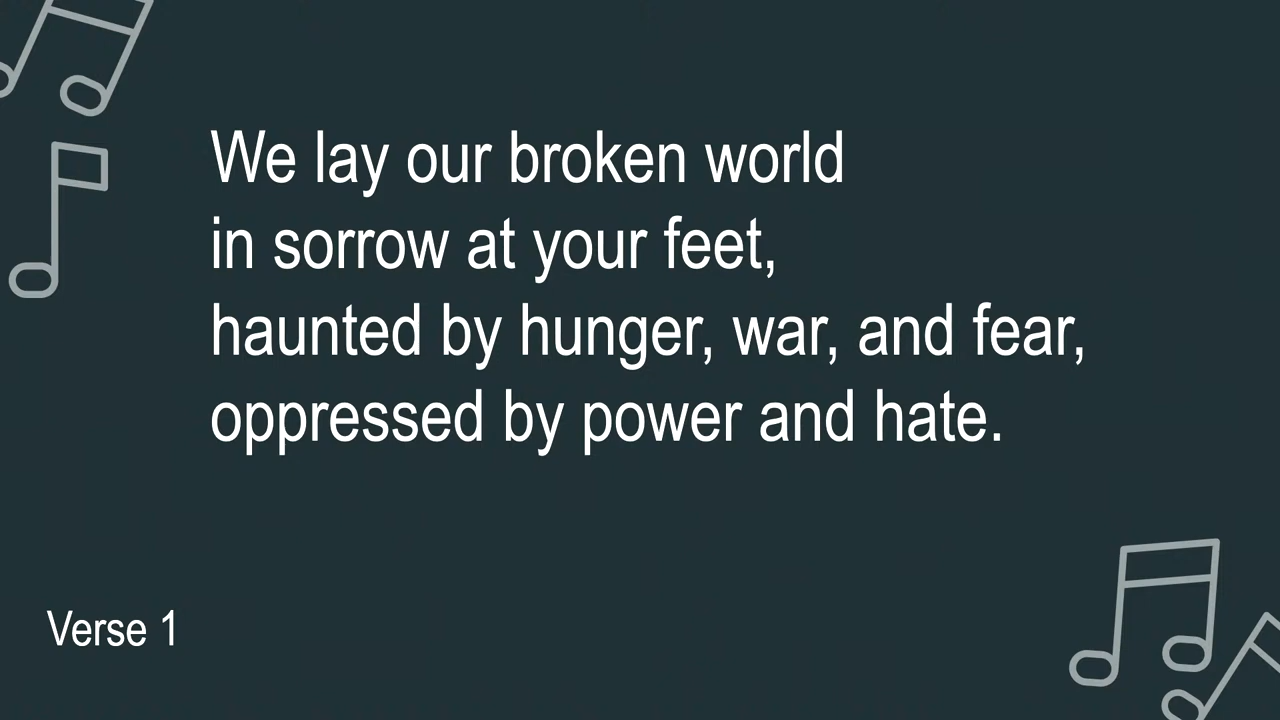 We lay our broken world
in sorrow at your feet,
haunted by hunger, war, and fear,
oppressed by power and hate.
Verse 1